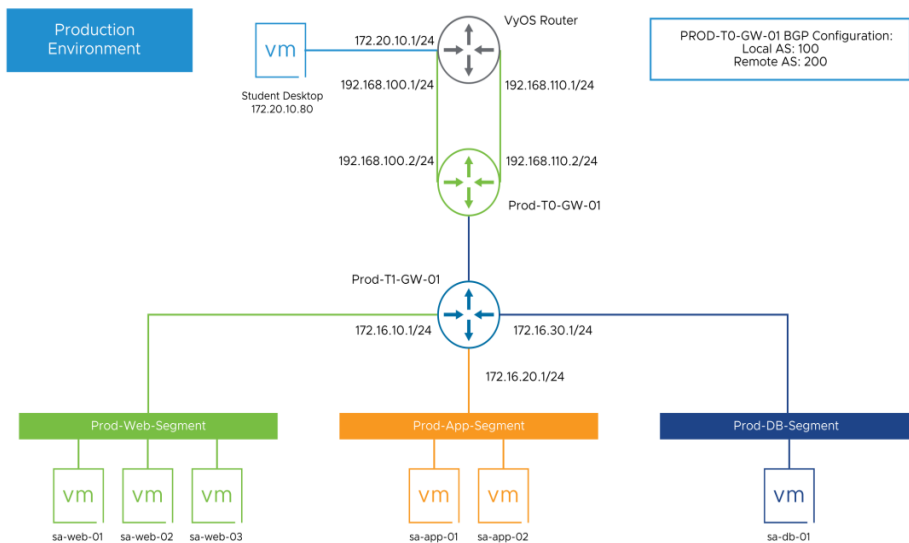 Production
Environment
VyOS Router
PROD-T0-GW-01 BGP Configuration:
Local AS: 100
Remote AS: 200
172.20.10.1/24
vm
Student Desktop
172.20.10.80
192.168.100.1/24
192.168.110.1/24
192.168.100.2/24
192.168.110.2/24
Prod-T0-GW-01
Prod-T1-GW-01
172.16.10.1/24
172.16.30.1/24
172.16.20.1/24
Prod-Web-Segment
Prod-App-Segment
Prod-DB-Segment
vm
vm
vm
vm
vm
vm
sa-web-01
sa-web-02
sa-web-03
sa-app-01
sa-app-02
sa-db-01